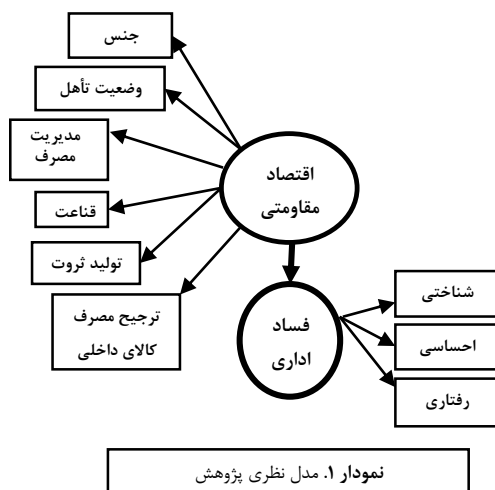 جنس
وضعیت تأهل
مدیریت
مصرف
قناعت
تولید ثروت
ترجیح مصرف
کالای داخلی
اقتصاد
مقاومتی
فساد
اداری
شناختی
احساسی
رفتاری
نمودار ۱. مدل نظری پژوهش